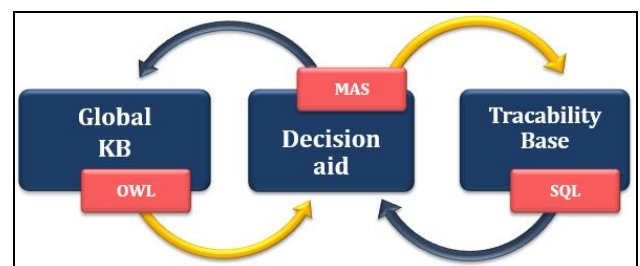 Global
KB
OWL
MAS
Decision
aid
Tracability
Base
SQL